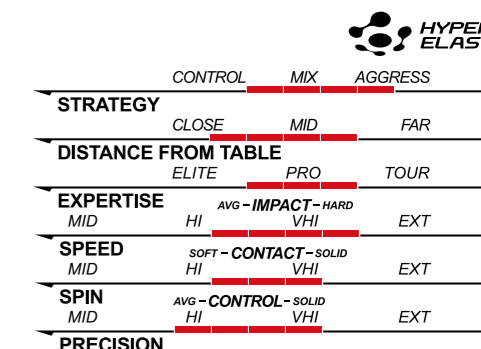 HYPER
ELAS
CONTROL MIX AGGRESS
STRATEGY
CLOSE MID FAR
DISTANCE FROM TABLE
ELITE PRO TOUR
EXPERTISE AVG – IMPACT – HARD
MID HI VHI EXT
SPEED SOFT – CONTACT – SOLID
MID HI VHI EXT
SPIN AVG – CONTROL – SOLID
MID HI VHI EXT
PRECISION